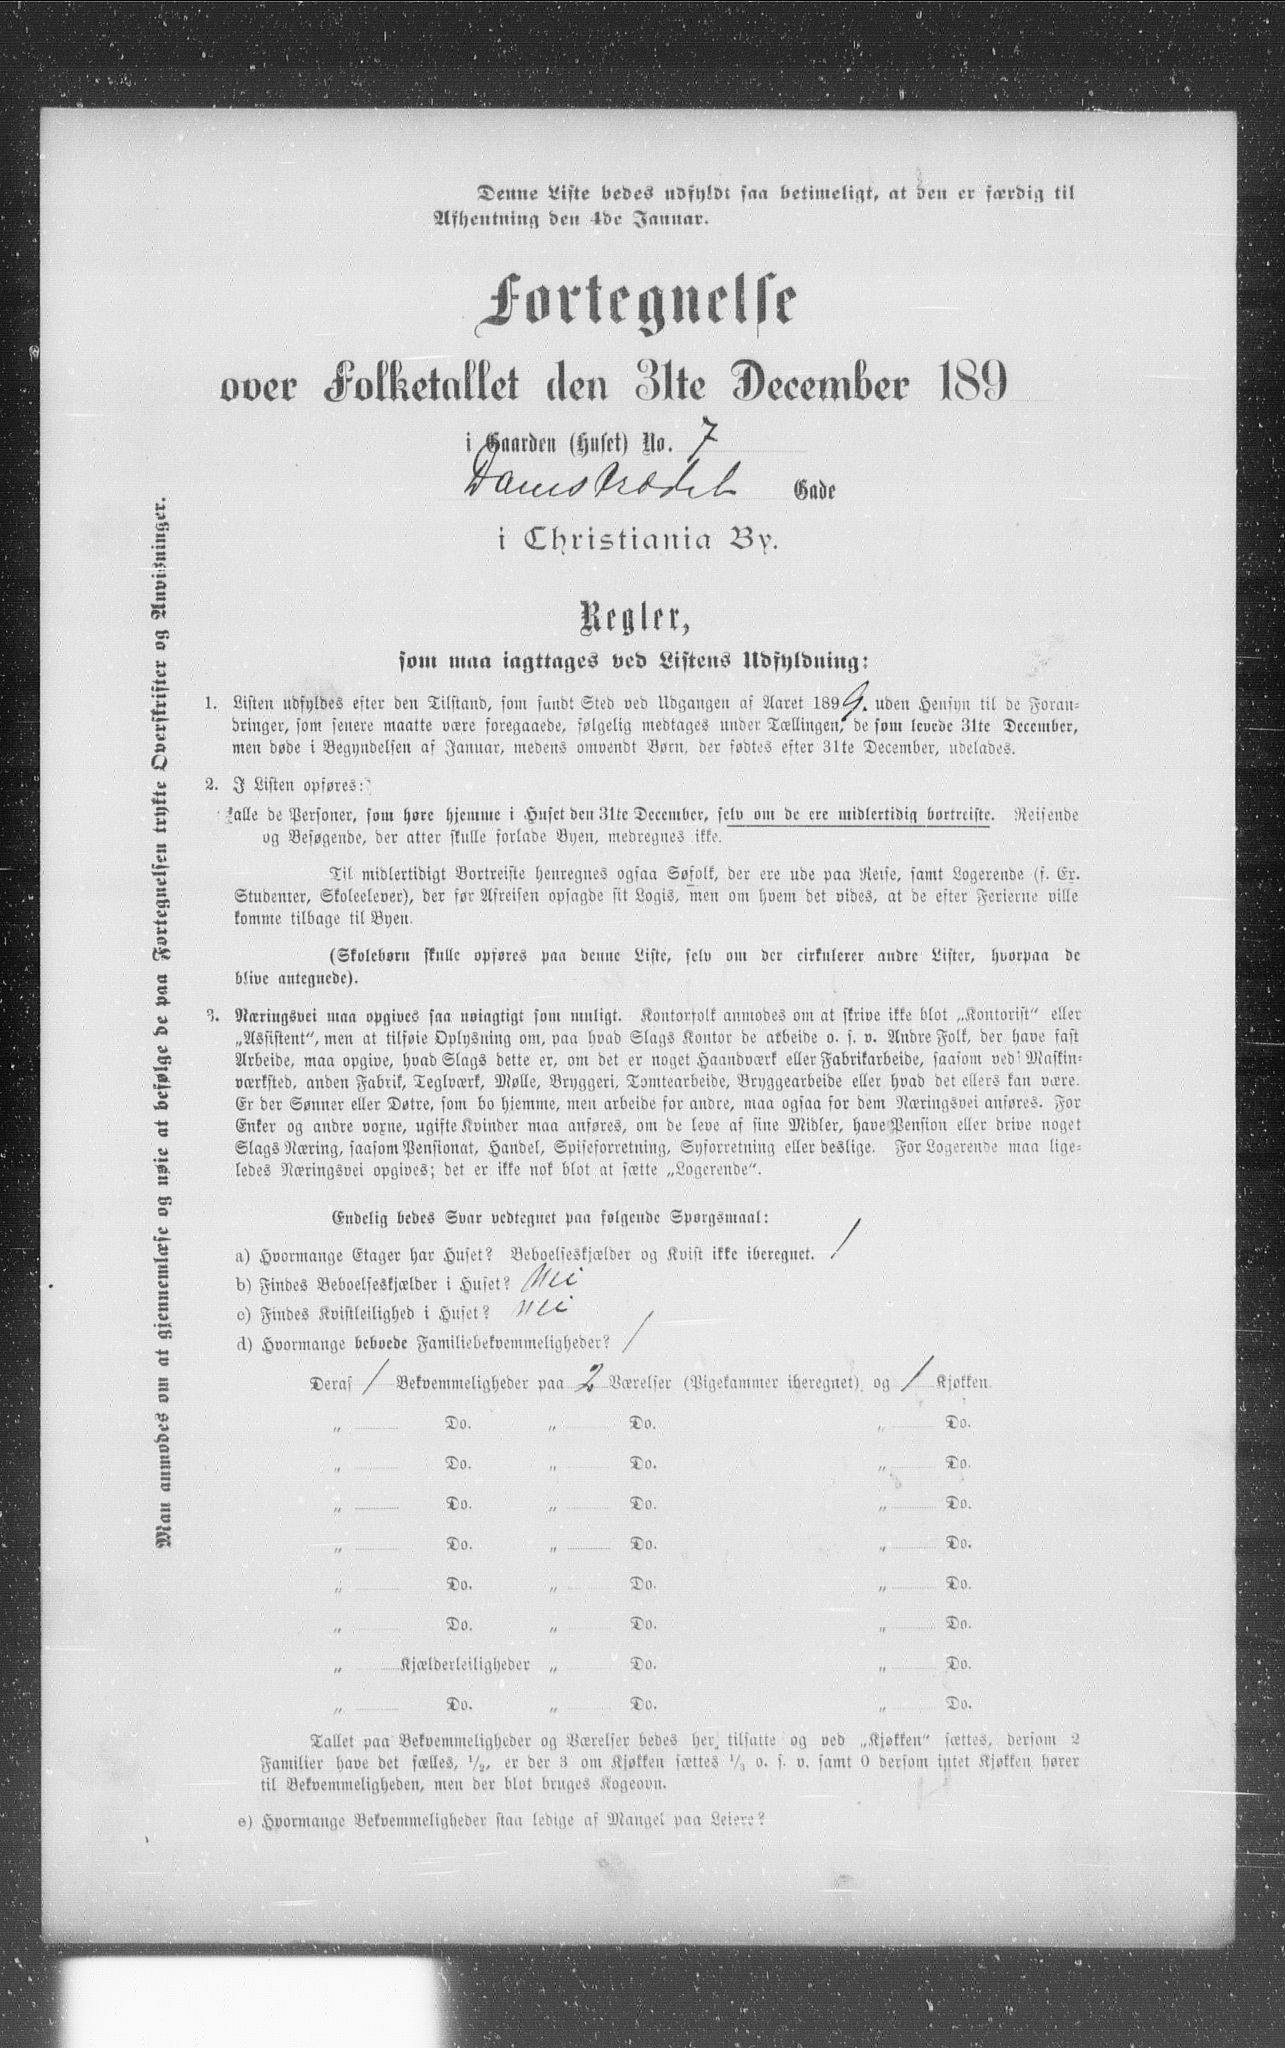 Denne Liste bedes udfyldt saa betimeligt, at den er færdig til
Afhentning den 4de Januar.
Fortegnelse
over Folketallet den 31te December 189
i Gaarden (Huset) No. 7
Damstrædet Gade
i Christiania By.
Regler,
som maa iagttages ved Listens Udfyldning:
1. Listen udfyldes efter den Tilstand, som fandt Sted ved Udgangen af Aaret 1899. uden Hensyn til de Foran-
dringer, som senere maatte være foregaaede, følgelig medtages under Tællingen, de som levede 31te December,
men døde i Begyndelsen af Januar, medens omvendt Børn, der fødtes efter 31te December, udelades.
2. I Listen opføres:
alle de Personer, som høre hjemme i Huset den 31te December, selv om de ere midlertidig bortreiste. Reisende
og Besøgende, der atter skulle forlade Byen, medregnes ikke.
Til midlertidigt Bortreiste henregnes ogsaa Søfolk, der ere ude paa Reise, samt Logerende (f. Ex.
Studenter, Skoleelever), der før Afreisen opsagde sit Logis, men om hvem det vides, at de efter Ferierne ville
komme tilbage til Byen.
(Skolebørn skulle opføres paa denne Liste, selv om der cirkulerer andre Lister, hvorpaa de
blive antegnede).
3. Næringsvei maa opgives saa nøiagtigt som muligt. Kontorfolk anmodes om at skrive ikke blot „Kontorist“ eller
„Assistent“, men at tilføie Oplysning om, paa hvad Slags Kontor de arbeide o. s. v. Andre Folk, der have fast
Arbeide, maa opgive, hvad Slags dette er, om det er noget Haandværk eller Fabrikarbeide, saasom ved Maskin-
værksted, anden Fabrik, Teglværk, Mølle, Bryggeri, Tomtearbeide, Bryggearbeide eller hvad det ellers kan være.
Er der Sønner eller Døtre, som bo hjemme, men arbeide for andre, maa ogsaa for dem Næringsvei anføres. For
Enker og andre voxne, ugifte Kvinder maa anføres, om de leve af sine Midler, have Pension eller drive noget
Slags Næring, saasom Pensionat, Handel, Spiseforretning, Syforretning eller deslige. For Logerende maa lige-
ledes Næringsvei opgives; det er ikke nok blot at sætte „Logerende“.
Endelig bedes Svar vedtegnet paa følgende Spørgsmaal:
a) Hvormange Etager har Huset? Beboelseskjælder og Kvist ikke iberegnet. 1
b) Findes Beboelseskjælder i Huset? Nei
c) Findes Kvistleilighed i Huset? Nei
d) Hvormange beboede Familiebekvemmeligheder? 1
Deraf 1 Bekvemmeligheder paa 2 Værelser (Pigekammer iberegnet) og 1 Kjøkken.
„ Do. „ Do. „ Do.
„ Do. „ Do. „ Do.
„ Do. „ Do. „ Do.
„ Do. „ Do. „ Do.
„ Do. „ Do. „ Do.
„ Do. „ Do. „ Do.
„ Kjælderleiligheder „ Do. „ Do.
„ Do. „ Do. „ Do.
Tallet paa Bekvemmeligheder og Værelser bedes her tilsatte og ved „Kjøkken“ sættes, dersom 2
Familier have det fælles, 1/2, er der 3 om Kjøkken sættes 1/3 o. s. v. samt 0 dersom intet Kjøkken hører
til Bekvemmeligheden, men der blot bruges Kogeovn.
e) Hvormange Bekvemmeligheder staa ledige af Mangel paa Leiere?
Man anmodes om at gjennemlæse og nøie at befølge de paa Fortegnelsen trykte Overskrifter og Anvisninger.